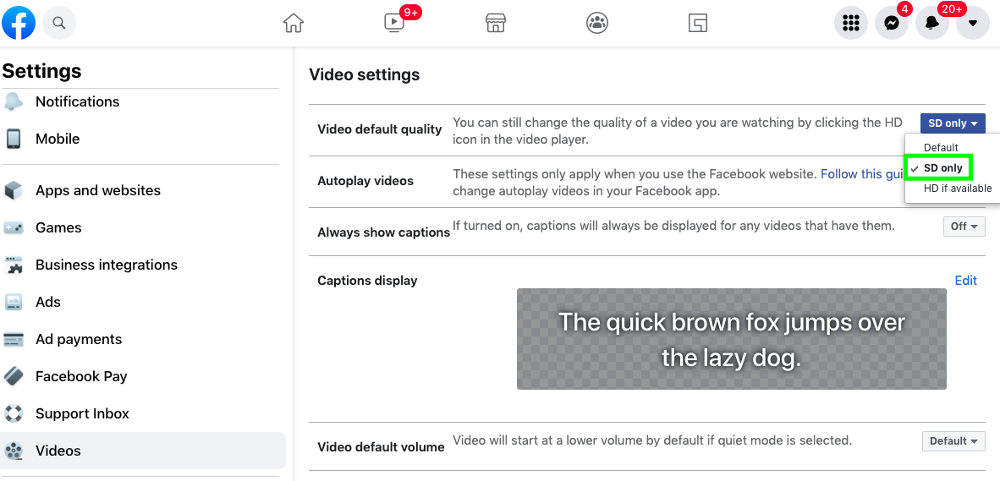 9+
4
20+
Settings
Notifications
Mobile
Apps and websites
Games
Business integrations
Ads
Ad payments
Facebook Pay
Support Inbox
Videos
Video settings
Video default quality
You can still change the quality of a video you are watching by clicking the HD
icon in the video player.
SD only
Default
SD only
HD if available
Autoplay videos
These settings only apply when you use the Facebook website. Follow this gui
change autoplay videos in your Facebook app.
Always show captions
If turned on, captions will always be displayed for any videos that have them.
Off
Captions display
Edit
The quick brown fox jumps over
the lazy dog.
Video default volume
Video will start at a lower volume by default if quiet mode is selected.
Default